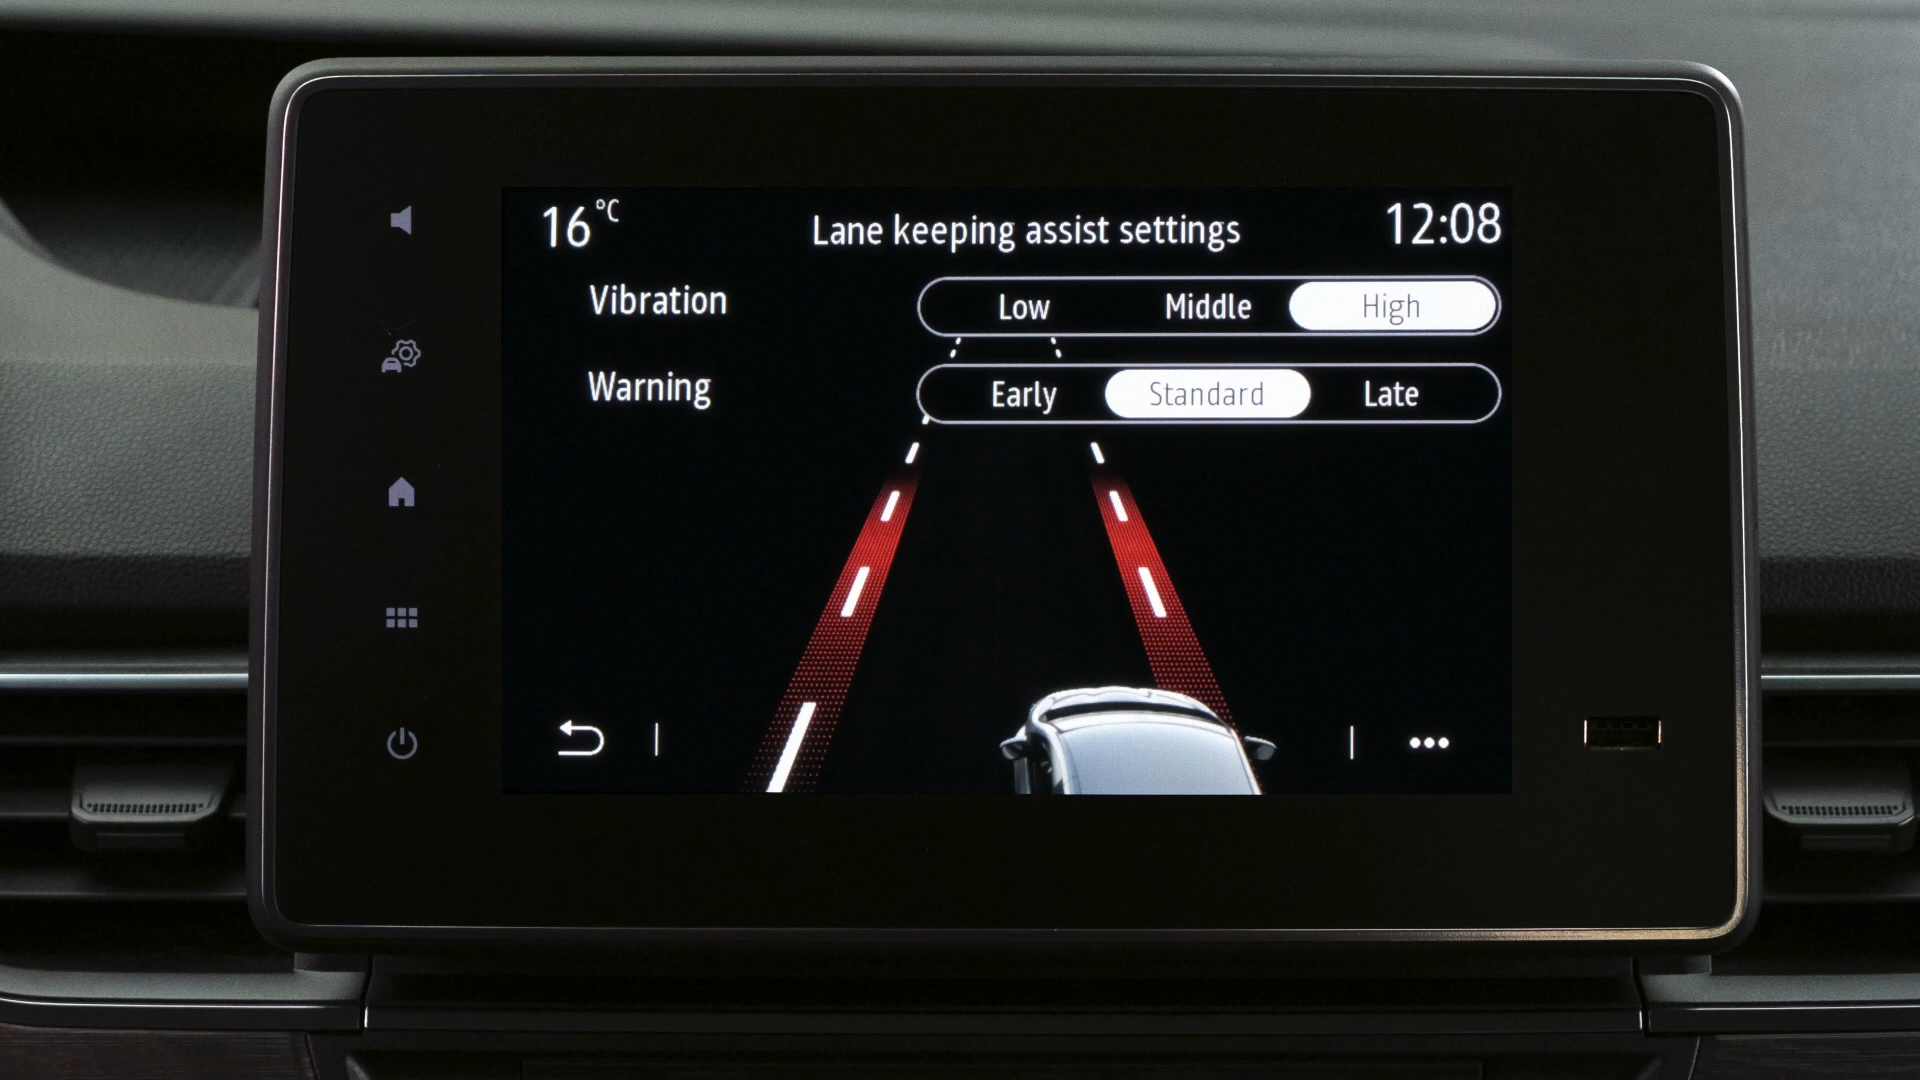 16 °C Lane keeping assist settings 12:08
Vibration Low Middle High
Warning Early Standard Late